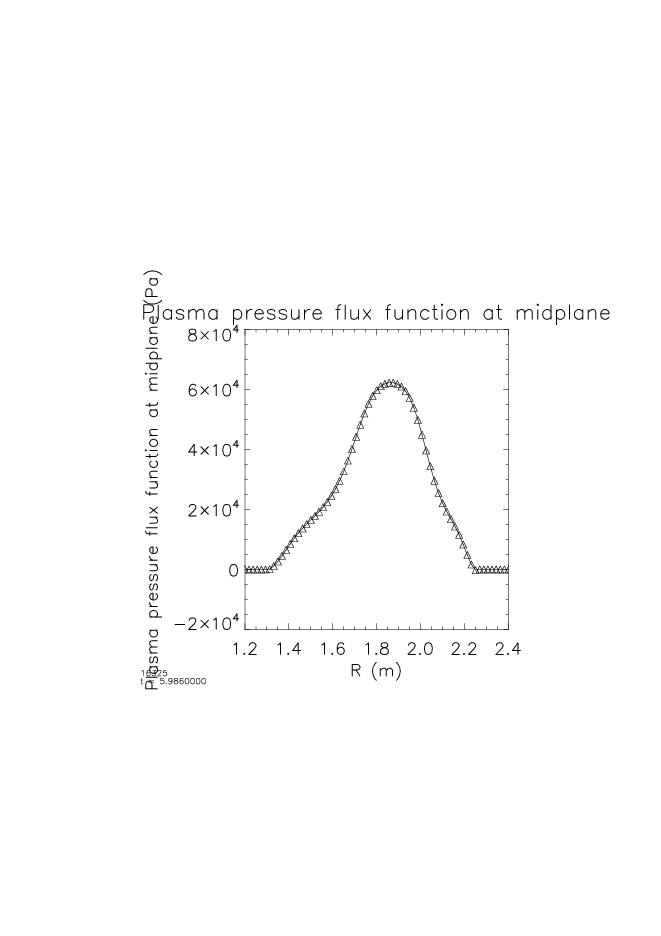 Plasma pressure flux function at midplane
Plasma pressure flux function at midplane (Pa)
8×10⁴
6×10⁴
4×10⁴
2×10⁴
0
−2×10⁴
1.2 1.4 1.6 1.8 2.0 2.2 2.4
R (m)
t = 5.9860000